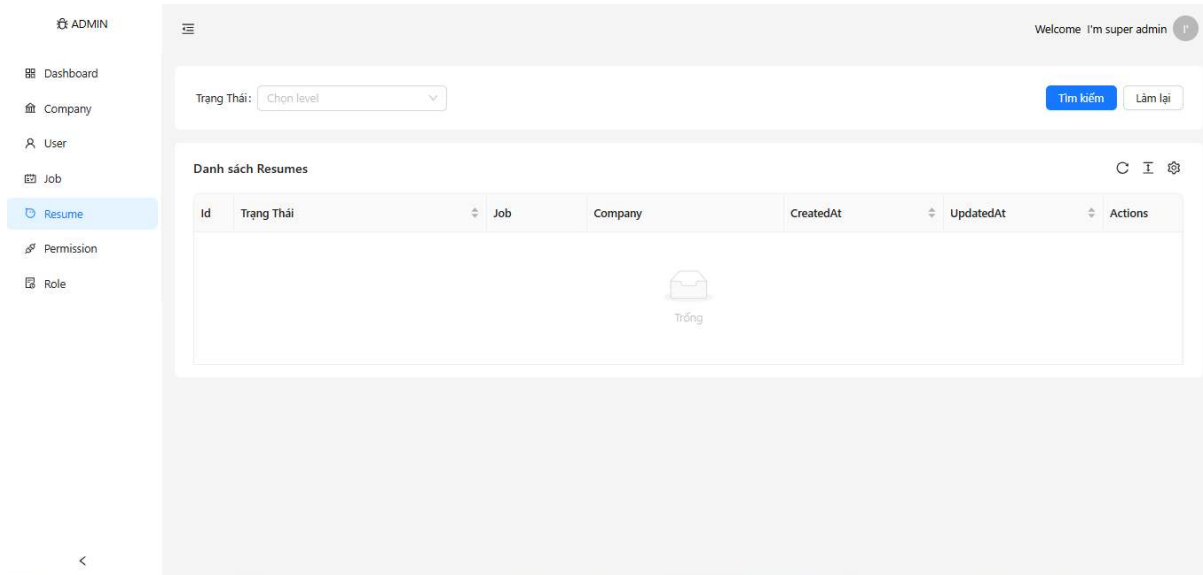 ADMIN
Welcome I'm super admin I'
Dashboard
Company
User
Job
Resume
Permission
Role
Trạng Thái: Chọn level
Tìm kiếm Làm lại
Danh sách Resumes
Id Trạng Thái Job Company CreatedAt UpdatedAt Actions
Trống